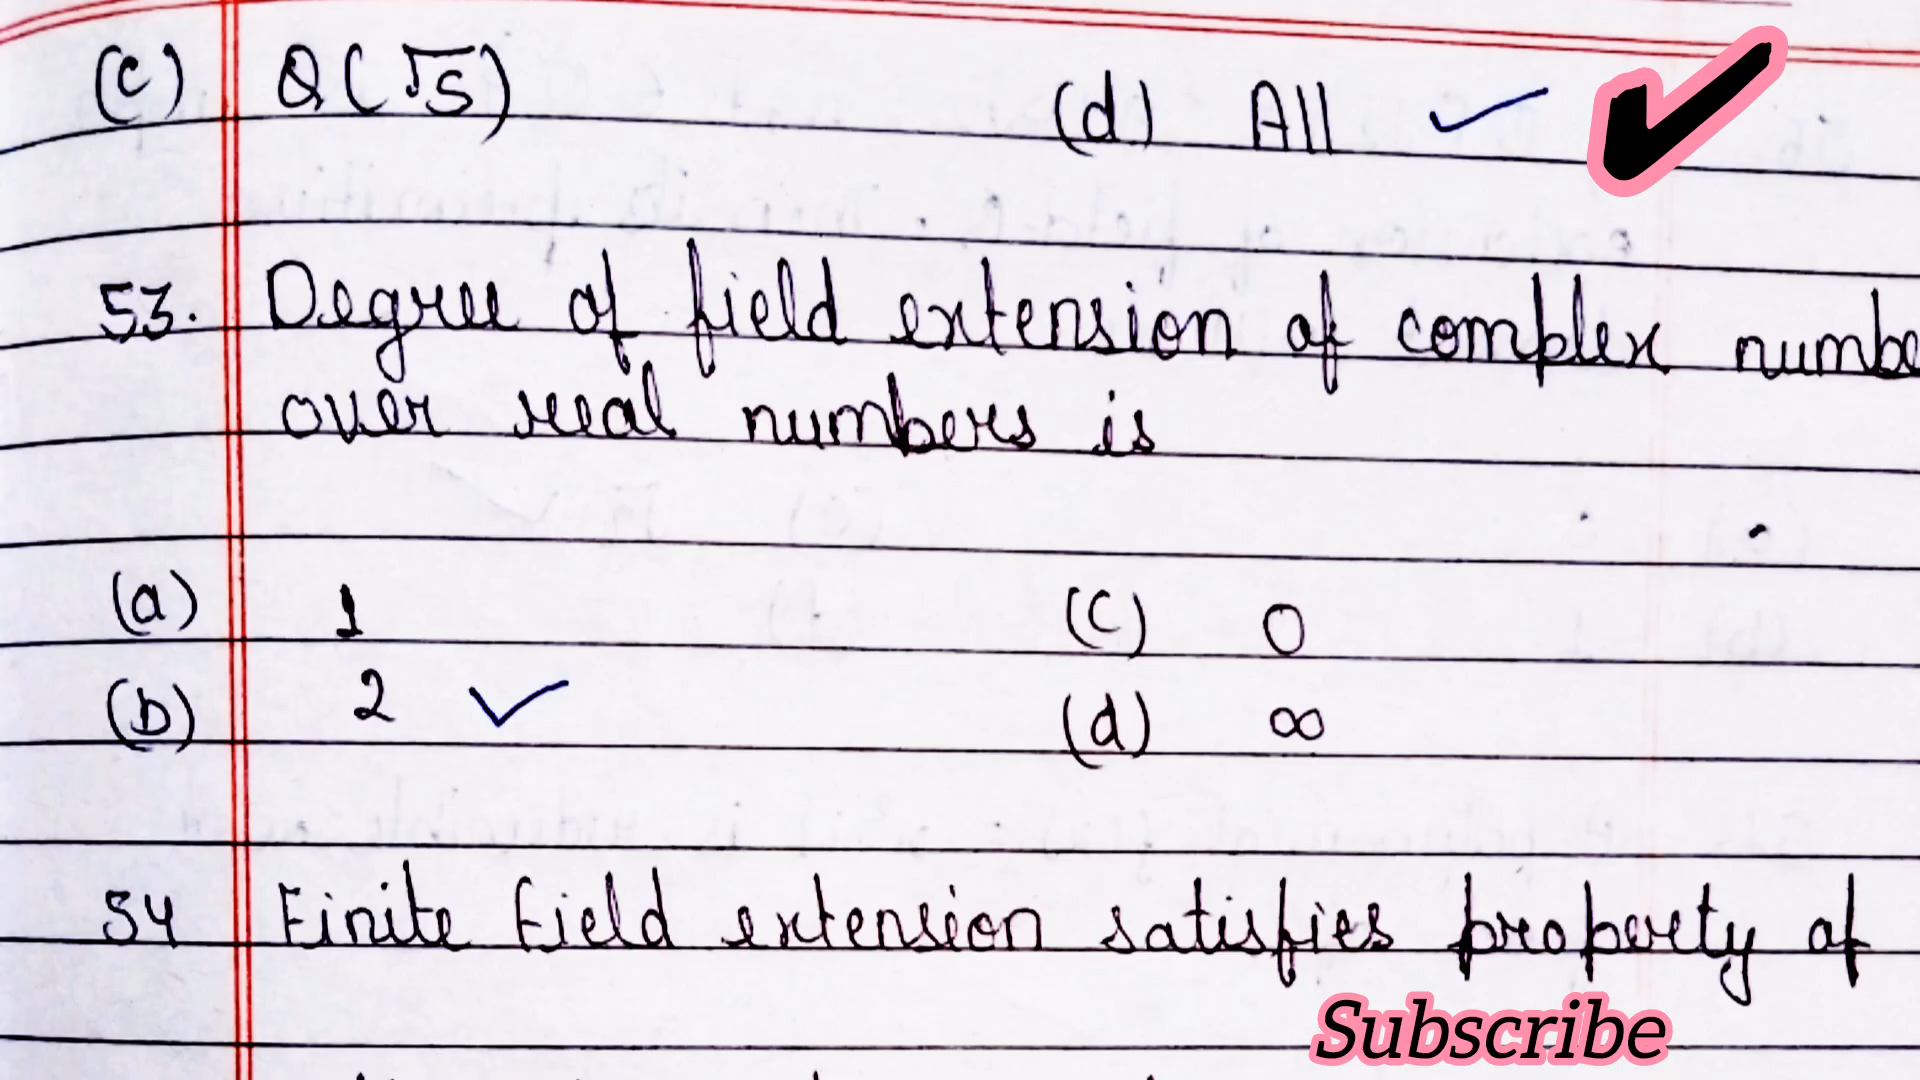 (c) Q(√5) (d) All ✓
53. Degree of field extension of complex numbe
over real numbers is
(a) 1 (c) 0
(b) 2 ✓ (d) ∞
54 Finite field extension satisfies property of
Subscribe